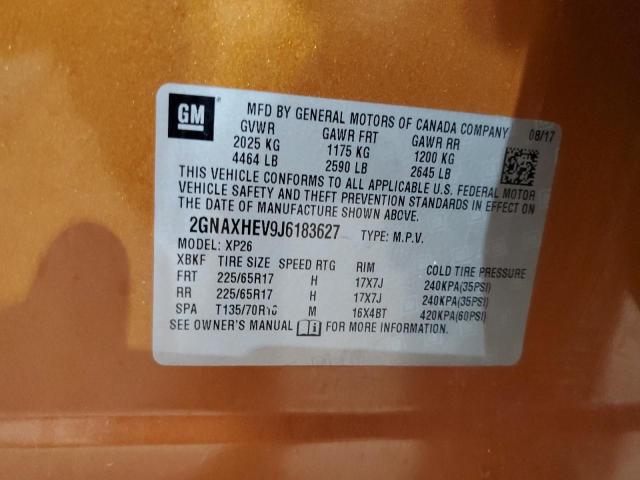 GM
MFD BY GENERAL MOTORS OF CANADA COMPANY 08/17
GVWR GAWR FRT GAWR RR
2025 KG 1175 KG 1200 KG
4464 LB 2590 LB 2645 LB
THIS VEHICLE CONFORMS TO ALL APPLICABLE U.S. FEDERAL MOTOR
VEHICLE SAFETY AND THEFT PREVENTION STANDARDS IN EFFECT ON
THE DATE OF MANUFACTURE SHOWN ABOVE.
2GNAXHEV9J6183627 TYPE: M.P.V.
MODEL: XP26
XBKF TIRE SIZE SPEED RTG RIM COLD TIRE PRESSURE
FRT 225/65R17 H 17X7J 240KPA(35PSI)
RR 225/65R17 H 17X7J 240KPA(35PSI)
SPA T135/70R16 M 16X4BT 420KPA(60PSI)
SEE OWNER'S MANUAL FOR MORE INFORMATION.